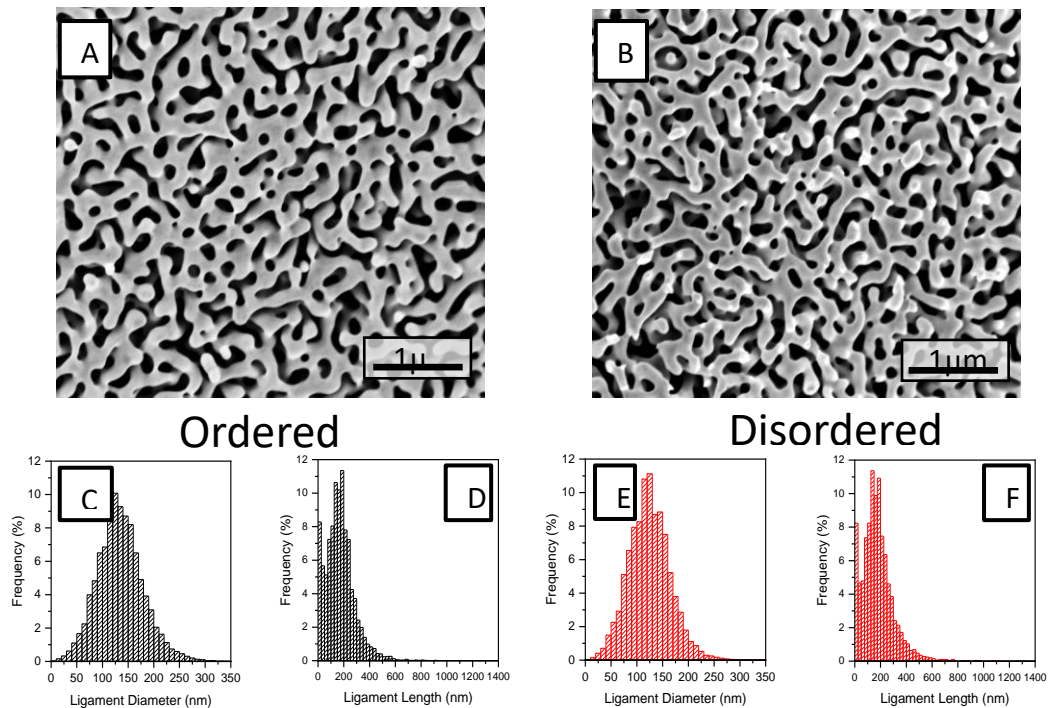 A
B
1μ
1μm
Ordered
Disordered
C
D
E
F
12
10
8
6
4
2
0
Frequency (%)
0 50 100 150 200 250 300 350
Ligament Diameter (nm)
12
10
8
6
4
2
0
Frequency (%)
0 200 400 600 800 1000 1200 1400
Ligament Length (nm)
12
10
8
6
4
2
0
Frequency (%)
0 50 100 150 200 250 300 350
Ligament Diameter (nm)
12
10
8
6
4
2
0
Frequency (%)
0 200 400 600 800 1000 1200 1400
Ligament Length (nm)